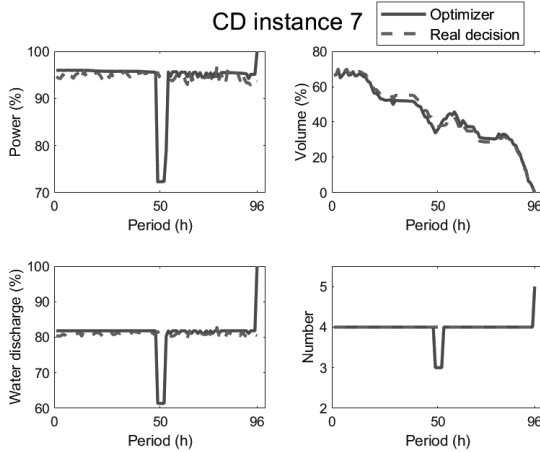 CD instance 7
Optimizer
Real decision
100
90
80
70
Power (%)
0
50
96
Period (h)
80
60
40
20
0
Volume (%)
0
50
96
Period (h)
100
90
80
70
60
Water discharge (%)
0
50
96
Period (h)
5
4
3
2
Number
0
50
96
Period (h)